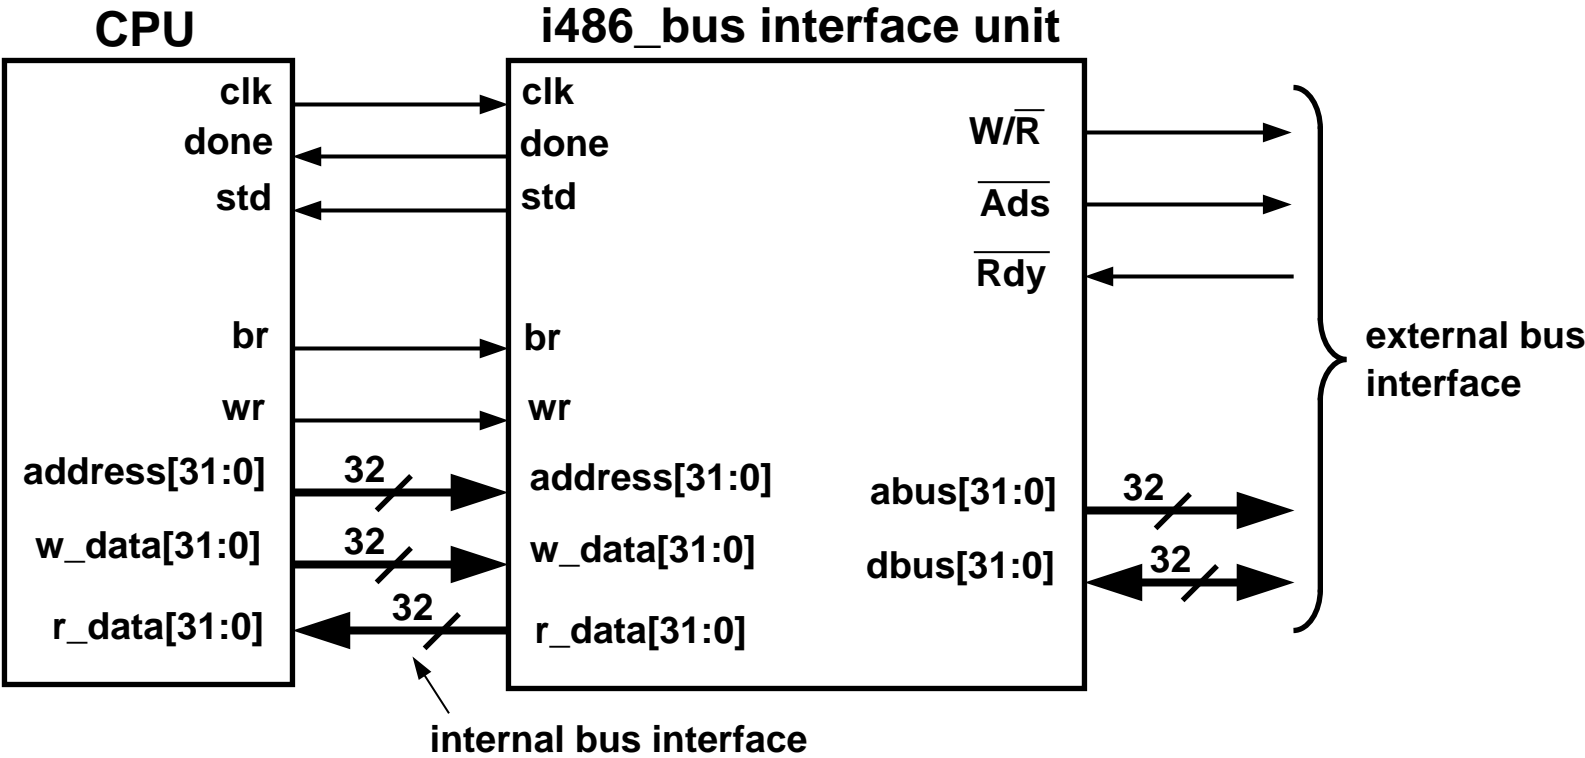 CPU
i486_bus interface unit
clk
done
std
br
wr
address[31:0]
w_data[31:0]
r_data[31:0]
32
32
32
clk
done
std
br
wr
address[31:0]
w_data[31:0]
r_data[31:0]
W/R̅
A̅d̅s̅
R̅d̅y̅
abus[31:0]
dbus[31:0]
32
32
external bus
interface
internal bus interface